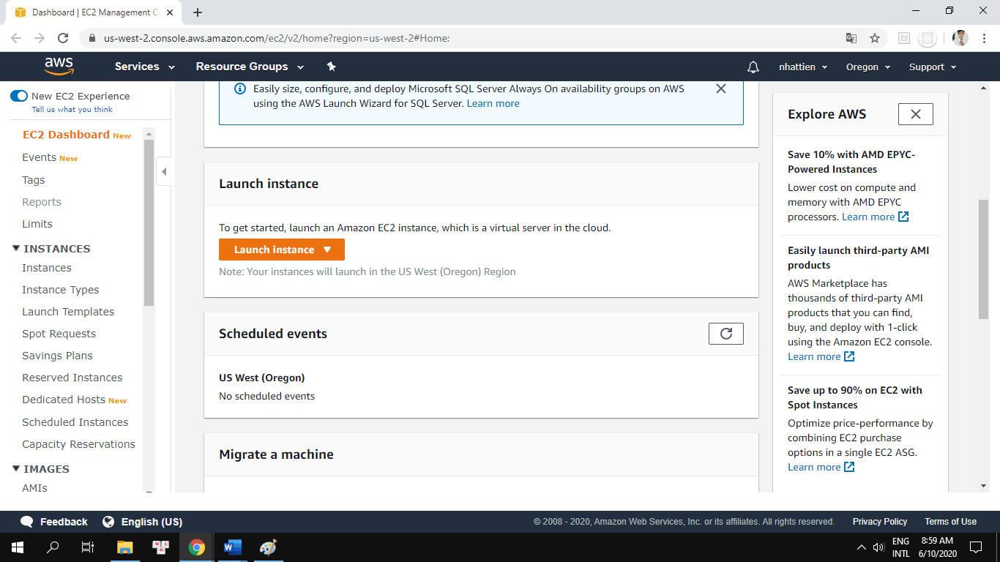 Dashboard | EC2 Management C
us-west-2.console.aws.amazon.com/ec2/v2/home?region=us-west-2#Home:
aws
Services
Resource Groups
nhattien
Oregon
Support
New EC2 Experience
Tell us what you think
EC2 Dashboard New
Events New
Tags
Reports
Limits
INSTANCES
Instances
Instance Types
Launch Templates
Spot Requests
Savings Plans
Reserved Instances
Dedicated Hosts New
Scheduled Instances
Capacity Reservations
IMAGES
AMIs
Easily size, configure, and deploy Microsoft SQL Server Always On availability groups on AWS
using the AWS Launch Wizard for SQL Server. Learn more
Launch instance
To get started, launch an Amazon EC2 instance, which is a virtual server in the cloud.
Launch instance
Note: Your instances will launch in the US West (Oregon) Region
Scheduled events
US West (Oregon)
No scheduled events
Migrate a machine
Explore AWS
Save 10% with AMD EPYC-
Powered Instances
Lower cost on compute and
memory with AMD EPYC
processors. Learn more
Easily launch third-party AMI
products
AWS Marketplace has
thousands of third-party AMI
products that you can find,
buy, and deploy with 1-click
using the Amazon EC2 console.
Learn more
Save up to 90% on EC2 with
Spot Instances
Optimize price-performance by
combining EC2 purchase
options in a single EC2 ASG.
Learn more
Feedback
English (US)
© 2008 - 2020, Amazon Web Services, Inc. or its affiliates. All rights reserved.
Privacy Policy
Terms of Use
ENG
INTL
8:59 AM
6/10/2020